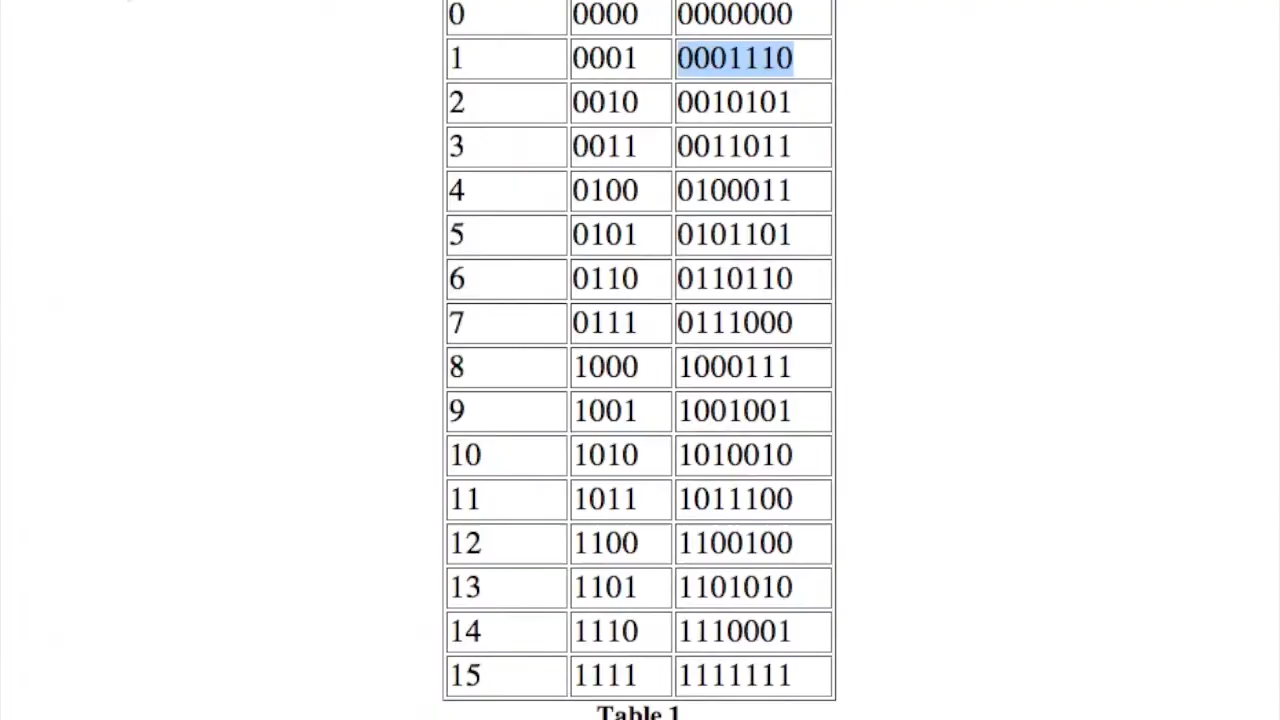 0 0000 0000000
1 0001 0001110
2 0010 0010101
3 0011 0011011
4 0100 0100011
5 0101 0101101
6 0110 0110110
7 0111 0111000
8 1000 1000111
9 1001 1001001
10 1010 1010010
11 1011 1011100
12 1100 1100100
13 1101 1101010
14 1110 1110001
15 1111 1111111
Table 1